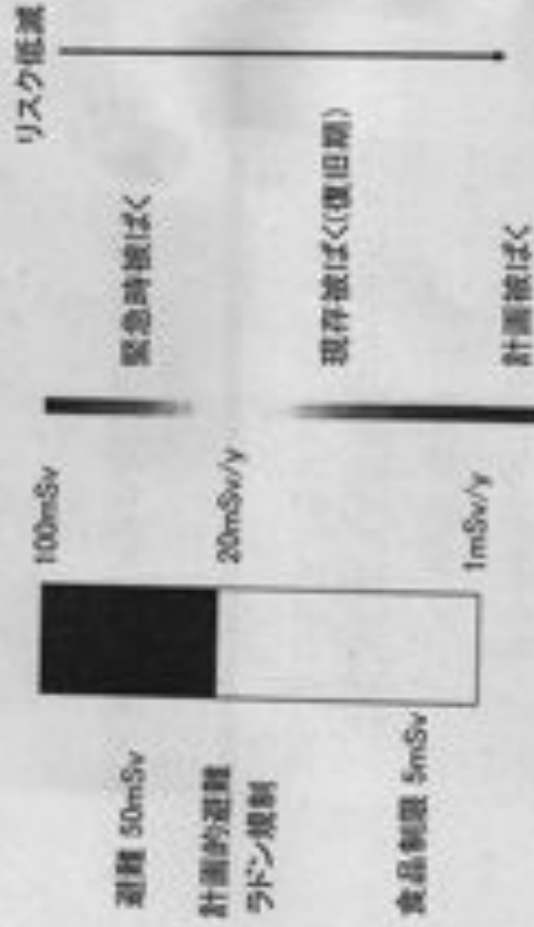 リスク低減
100mSv
緊急時被ばく
避難 50mSv
20mSv/y
計画的避難
ラドン規制
現存被ばく(復旧期)
食品制限 5mSv
1mSv/y
計画被ばく